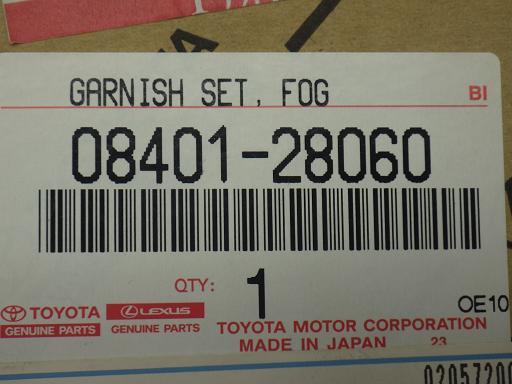 GARNISH SET, FOG BI
08401-28060
QTY: 1
OE10
TOYOTA LEXUS
GENUINE PARTS GENUINE PARTS
TOYOTA MOTOR CORPORATION
MADE IN JAPAN 23